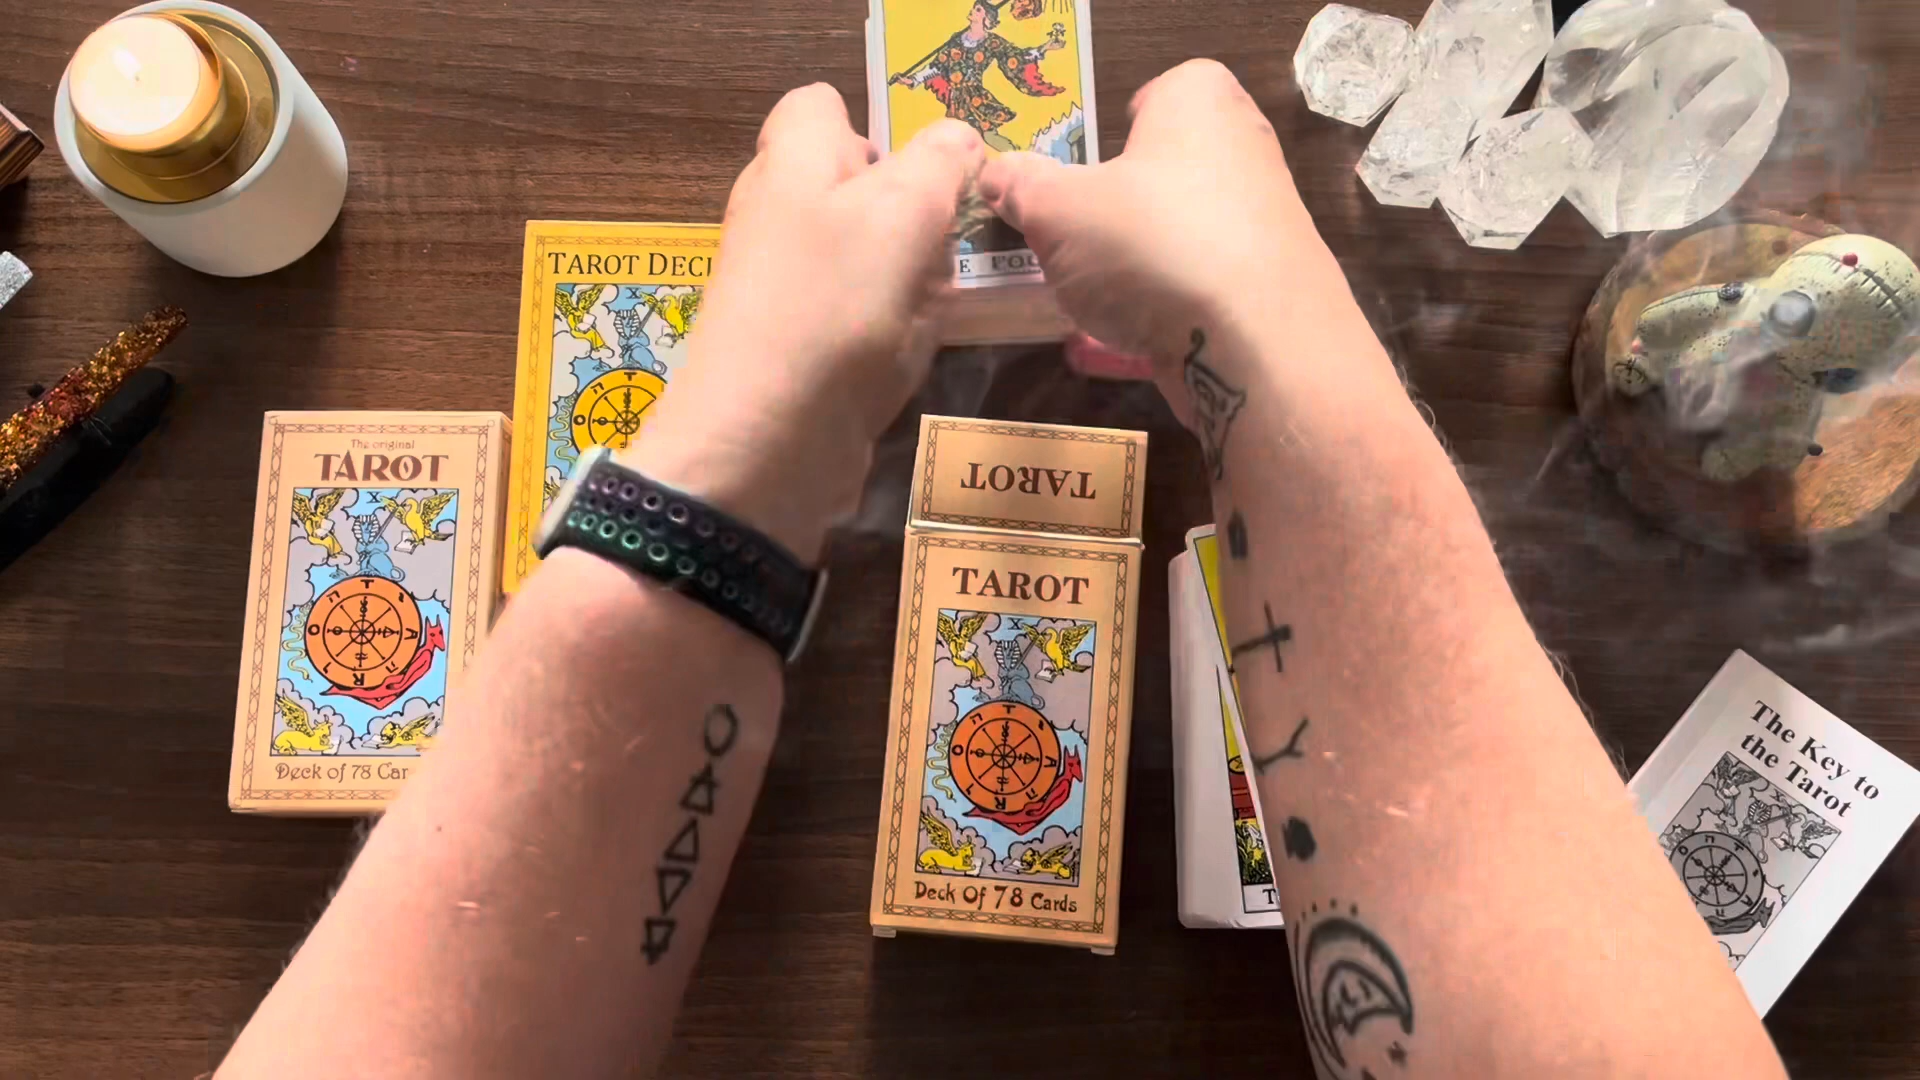 TAROT DEC
The original
TAROT
X
Deck of 78 Car
TAROT
TAROT
X
Deck Of 78 Cards
The Key to
the Tarot